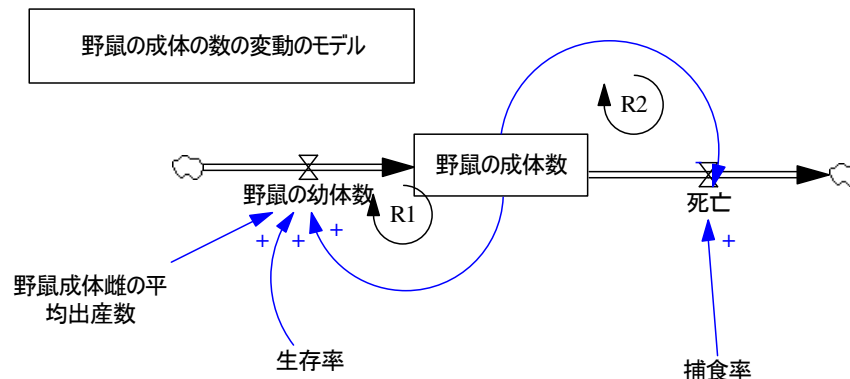 野鼠の成体の数の変動のモデル
R2
野鼠の成体数
野鼠の幼体数
R1
死亡
+
+
+
+
野鼠成体雌の平
均出産数
生存率
捕食率